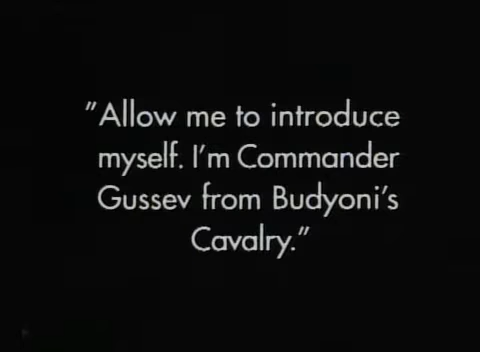 "Allow me to introduce
myself. I'm Commander
Gussev from Budyoni's
Cavalry."